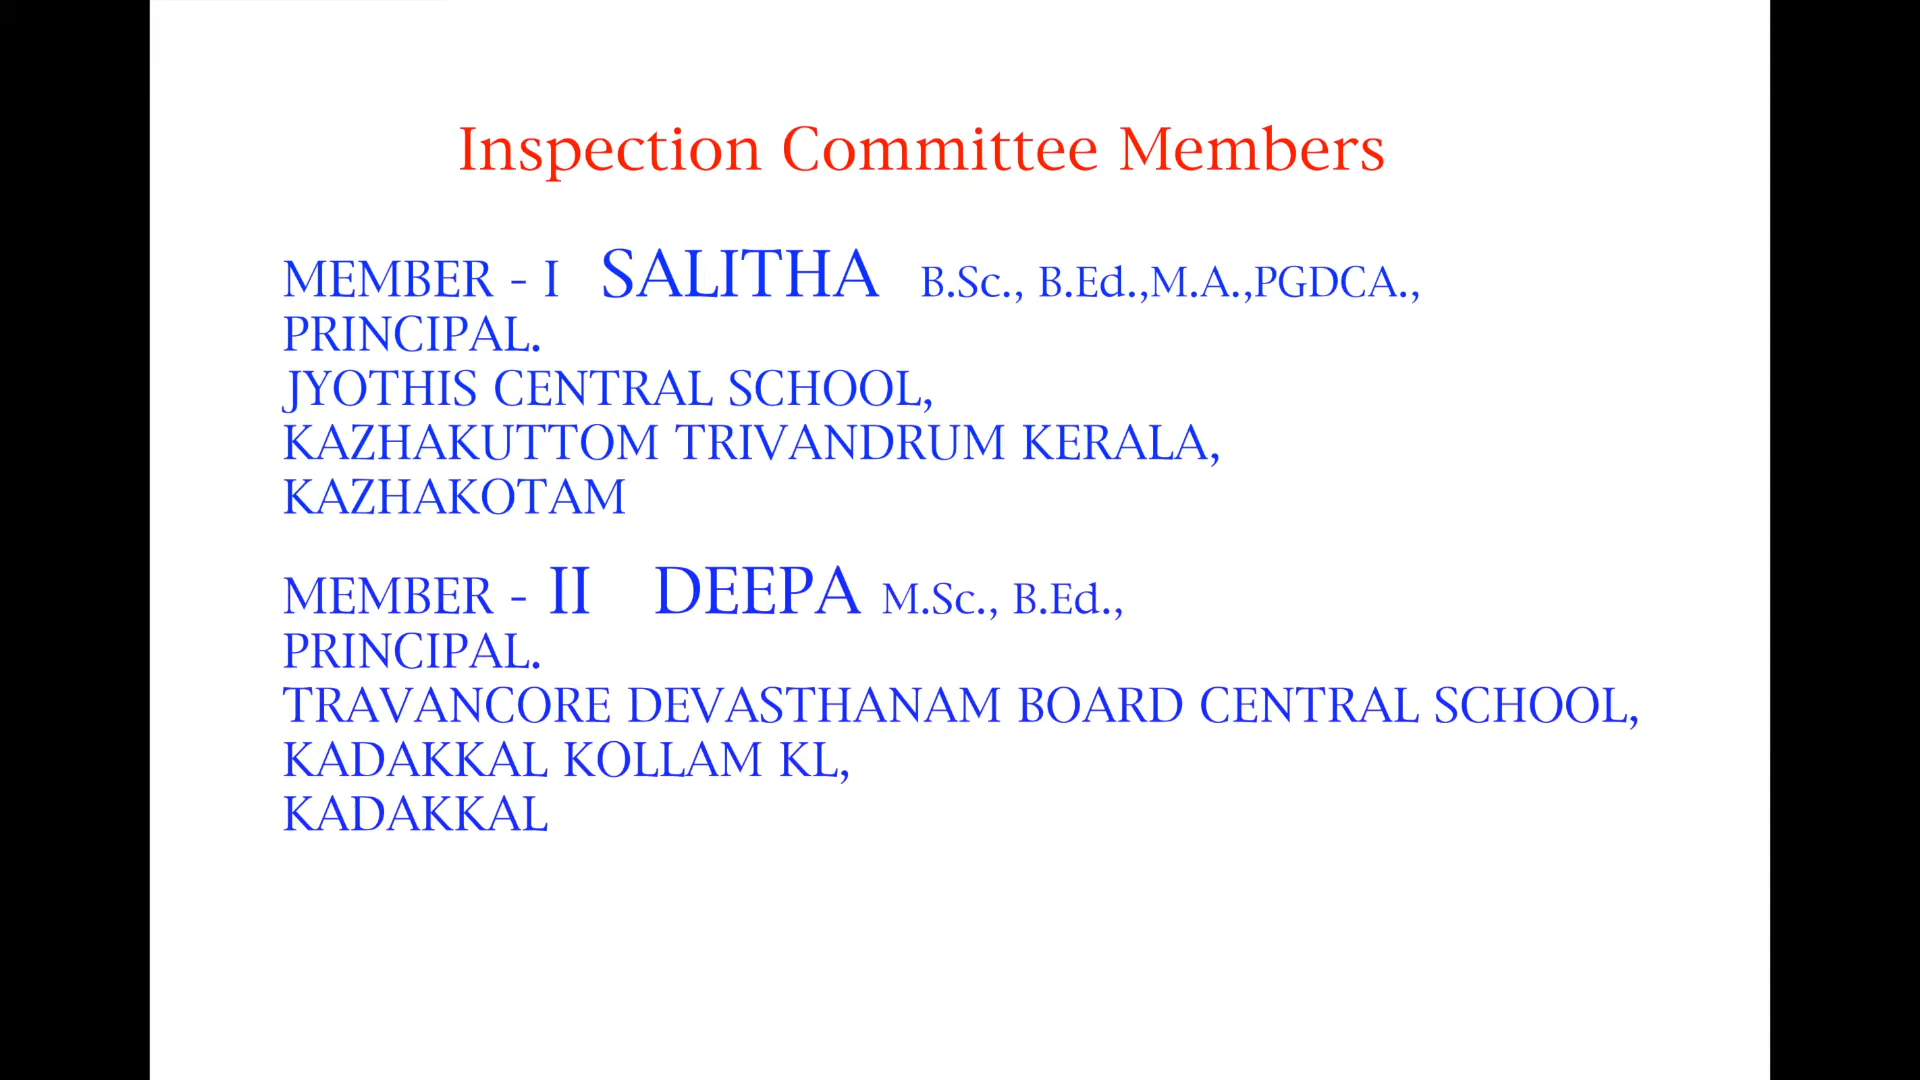 Inspection Committee Members
MEMBER - I SALITHA B.Sc., B.Ed.,M.A.,PGDCA.,
PRINCIPAL.
JYOTHIS CENTRAL SCHOOL,
KAZHAKUTTOM TRIVANDRUM KERALA,
KAZHAKOTAM
MEMBER - II DEEPA M.Sc., B.Ed.,
PRINCIPAL.
TRAVANCORE DEVASTHANAM BOARD CENTRAL SCHOOL,
KADAKKAL KOLLAM KL,
KADAKKAL